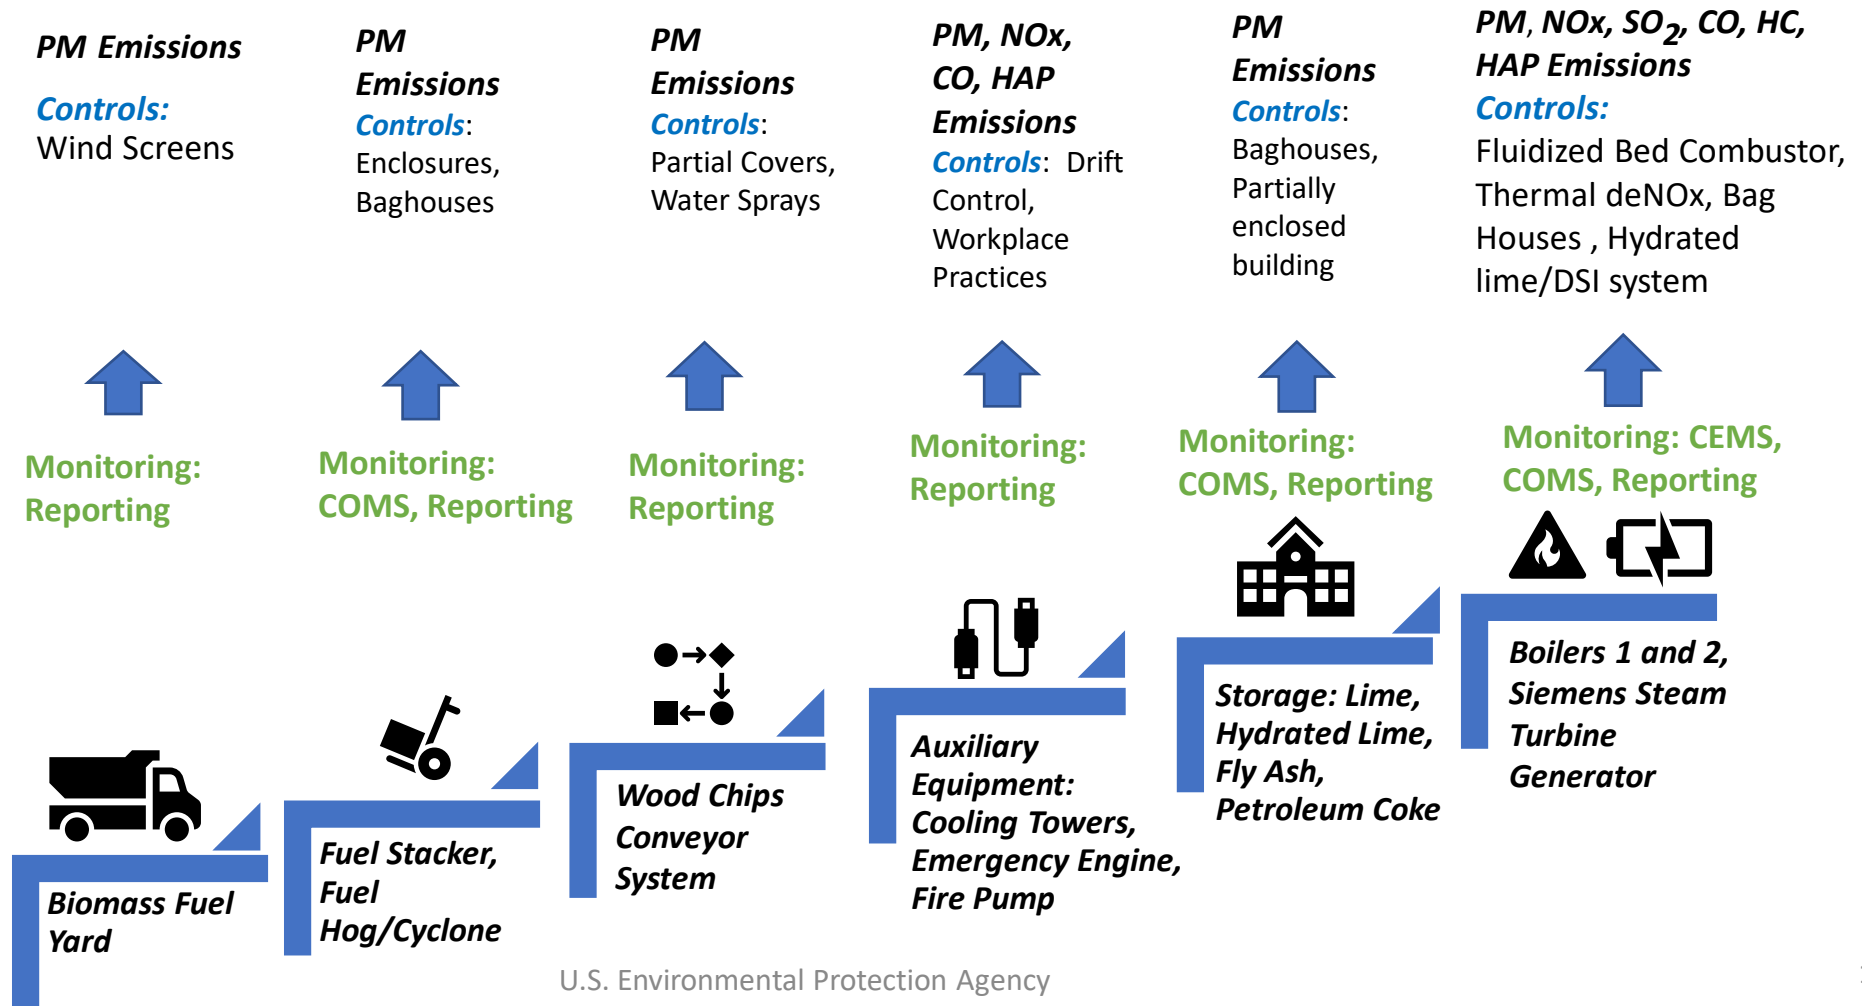 PM Emissions
Controls:
Wind Screens
PM
Emissions
Controls:
Enclosures,
Baghouses
PM
Emissions
Controls:
Partial Covers,
Water Sprays
PM, NOx,
CO, HAP
Emissions
Controls: Drift
Control,
Workplace
Practices
PM
Emissions
Controls:
Baghouses,
Partially
enclosed
building
PM, NOx, SO2, CO, HC,
HAP Emissions
Controls:
Fluidized Bed Combustor,
Thermal deNOx, Bag
Houses , Hydrated
lime/DSI system
Monitoring:
Reporting
Monitoring:
COMS, Reporting
Monitoring:
Reporting
Monitoring:
Reporting
Monitoring:
COMS, Reporting
Monitoring: CEMS,
COMS, Reporting
Biomass Fuel
Yard
Fuel Stacker,
Fuel
Hog/Cyclone
Wood Chips
Conveyor
System
Auxiliary
Equipment:
Cooling Towers,
Emergency Engine,
Fire Pump
Storage: Lime,
Hydrated Lime,
Fly Ash,
Petroleum Coke
Boilers 1 and 2,
Siemens Steam
Turbine
Generator
U.S. Environmental Protection Agency